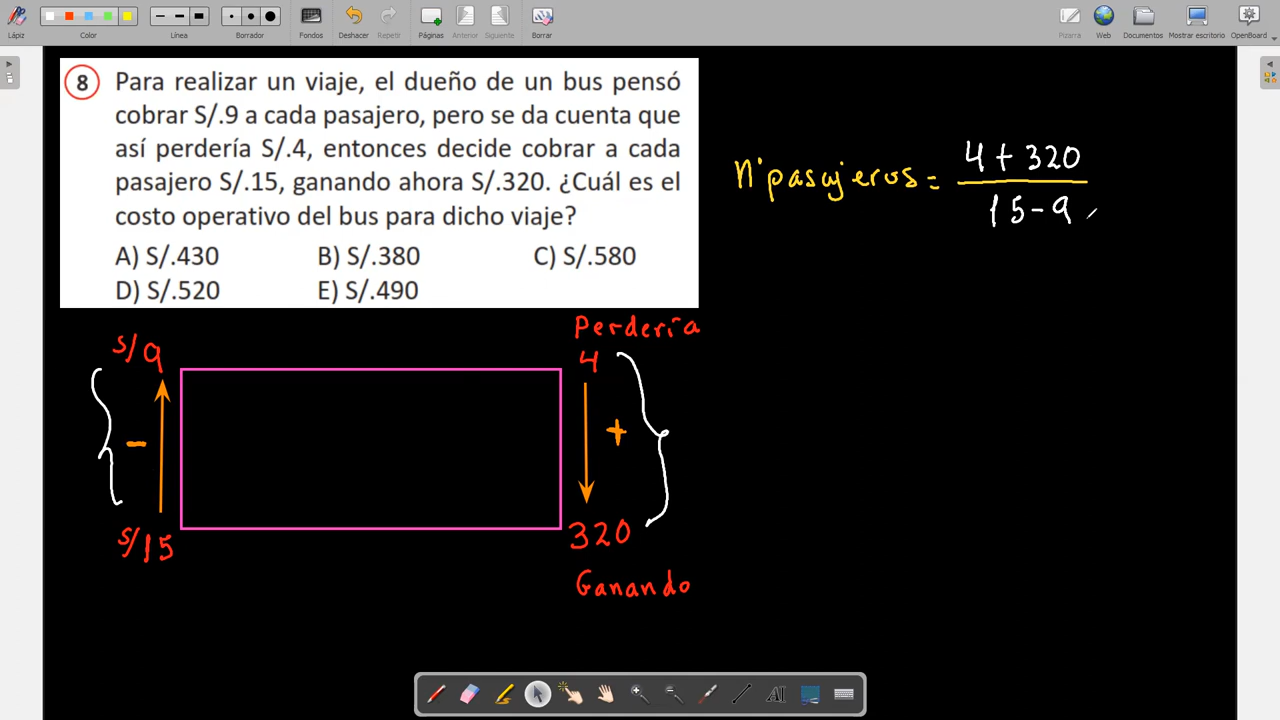 Lápiz
Color
Línea
Borrador
Fondos
Deshacer
Repetir
Páginas
Anterior
Siguiente
Borrar
Pizarra
Web
Documentos
Mostrar escritorio
OpenBoard
8 Para realizar un viaje, el dueño de un bus pensó
cobrar S/.9 a cada pasajero, pero se da cuenta que
así perdería S/.4, entonces decide cobrar a cada
pasajero S/.15, ganando ahora S/.320. ¿Cuál es el
costo operativo del bus para dicho viaje?
A) S/.430 B) S/.380 C) S/.580
D) S/.520 E) S/.490
N° pasajeros = 4 + 320
15 - 9
Perdería
S/ 9 4
- +
S/ 15 320
Ganando
AI